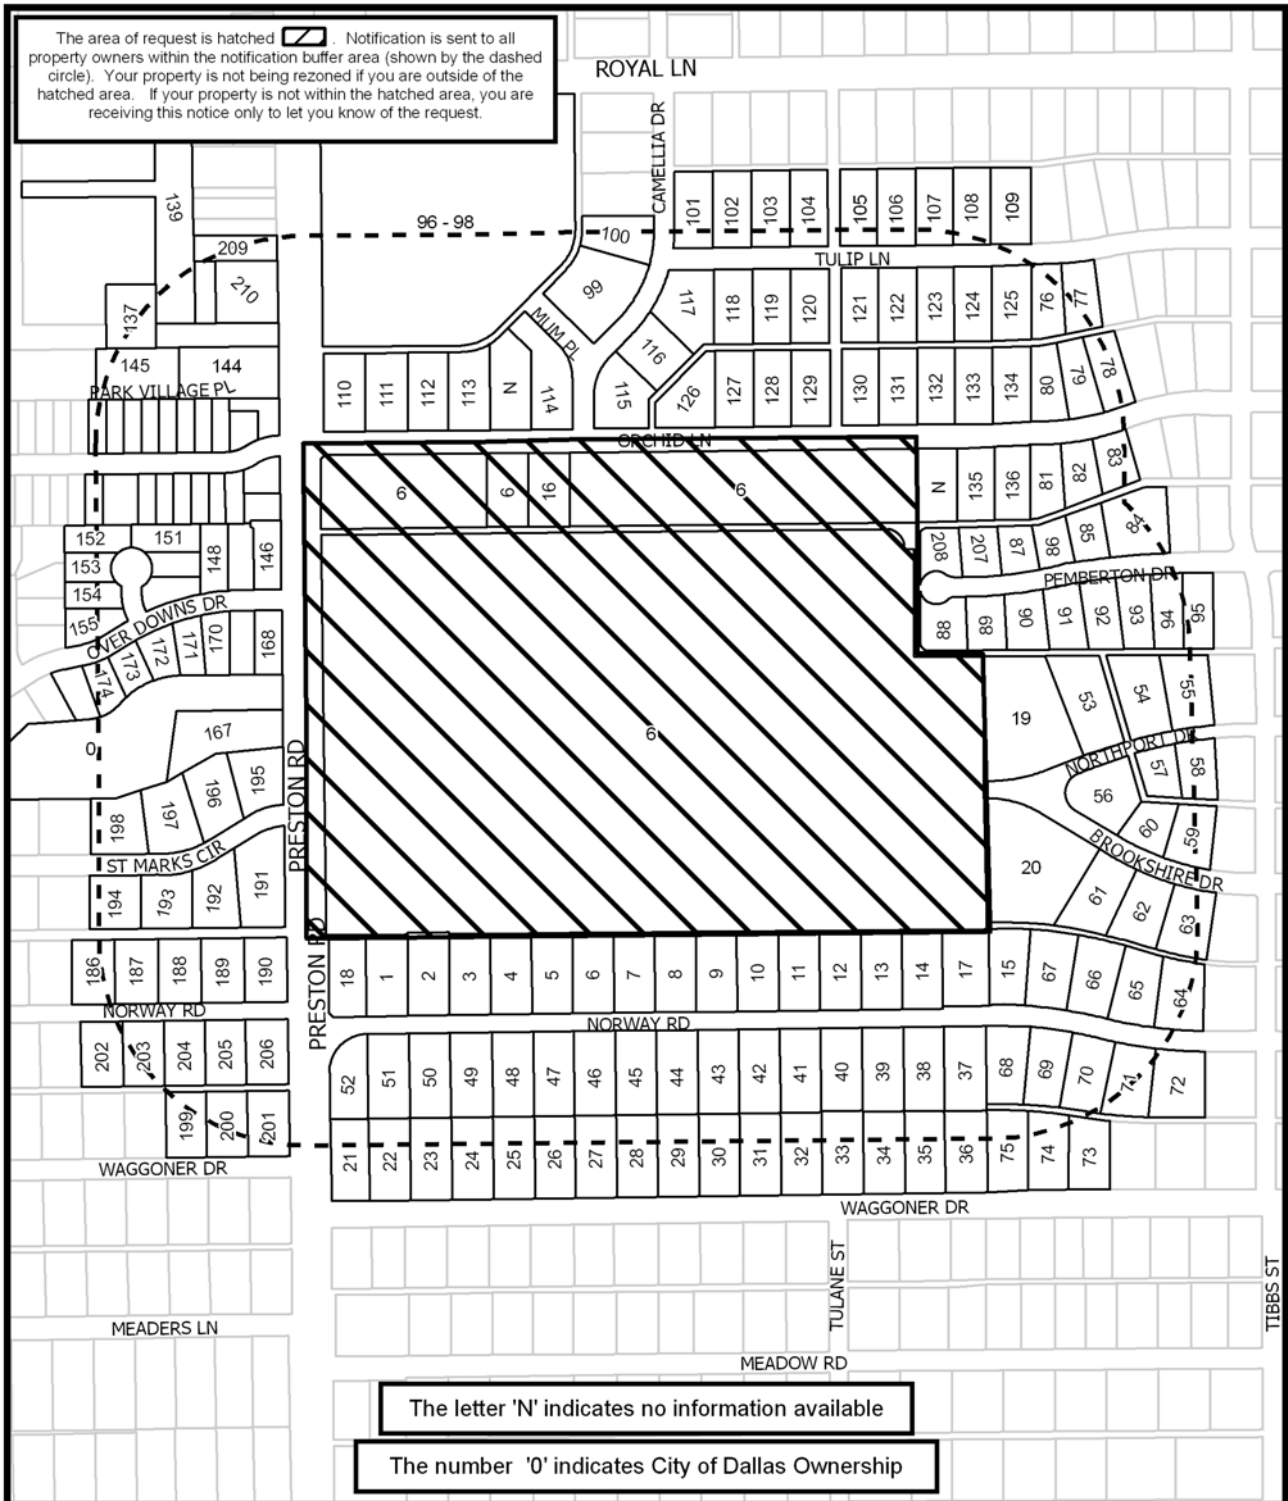 The area of request is hatched . Notification is sent to all
property owners within the notification buffer area (shown by the dashed
circle). Your property is not being rezoned if you are outside of the
hatched area. If your property is not within the hatched area, you are
receiving this notice only to let you know of the request.
ROYAL LN
CAMELLIA DR
139
96 - 98
101 102 103 104 105 106 107 108 109
209
100
TULIP LN
210
99
137
117 118 119 120 121 122 123 124 125 76 77
MUM PL
145 144
116
PARK VILLAGE PL
110 111 112 113 N 114 115 126 127 128 129 130 131 132 133 134 80 79 78
ORCHID LN
6 6 16 6
N 135 136 81 82 83
152 151 148 146
153
154
155
208 207 87 86 85 84
PEMBERTON DR
OVER DOWNS DR
174 173 172 171 170 168
88 89 90 91 92 93 94 95
167
0
6
19 53 54 55
NORTHPORT DR
PRESTON RD
198 197 196 195
56 57 58
60 59
ST MARKS CIR
BROOKSHIRE DR
20
194 193 192 191
61 62 63
PRESTON RD
186 187 188 189 190
18 1 2 3 4 5 6 7 8 9 10 11 12 13 14 17 15 67 66 65 64
NORWAY RD
NORWAY RD
202 203 204 205 206
52 51 50 49 48 47 46 45 44 43 42 41 40 39 38 37 68 69 70 71 72
199 200 201
21 22 23 24 25 26 27 28 29 30 31 32 33 34 35 36 75 74 73
WAGGONER DR
WAGGONER DR
TULANE ST
TIBBS ST
MEADERS LN
MEADOW RD
The letter 'N' indicates no information available
The number '0' indicates City of Dallas Ownership